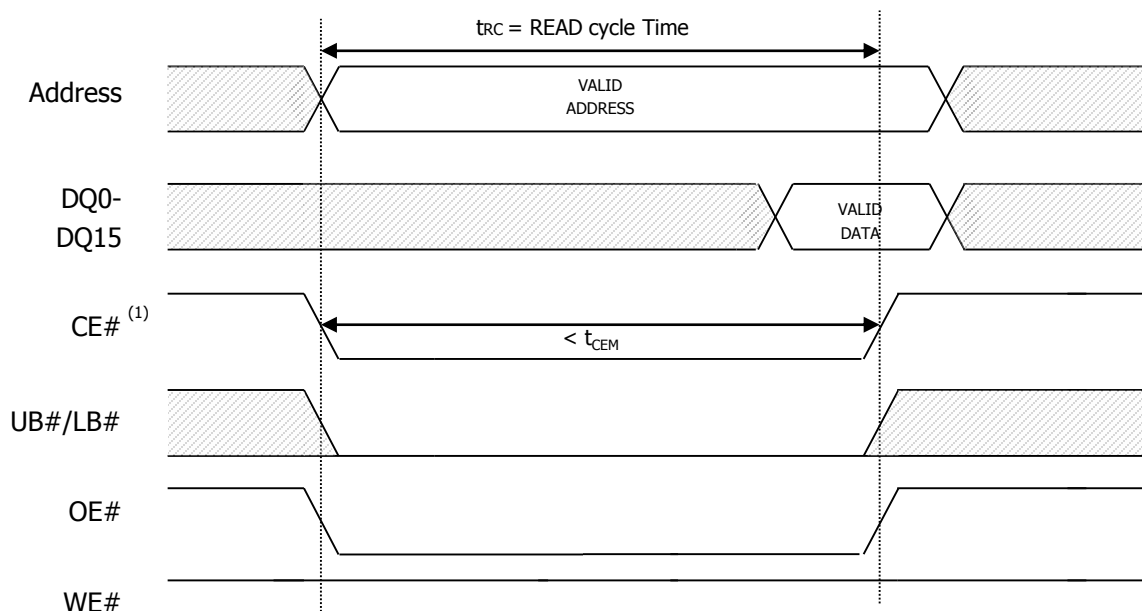 tRC = READ cycle Time
Address
VALID
ADDRESS
DQ0-
DQ15
VALID
DATA
CE# (1)
< tCEM
UB#/LB#
OE#
WE#